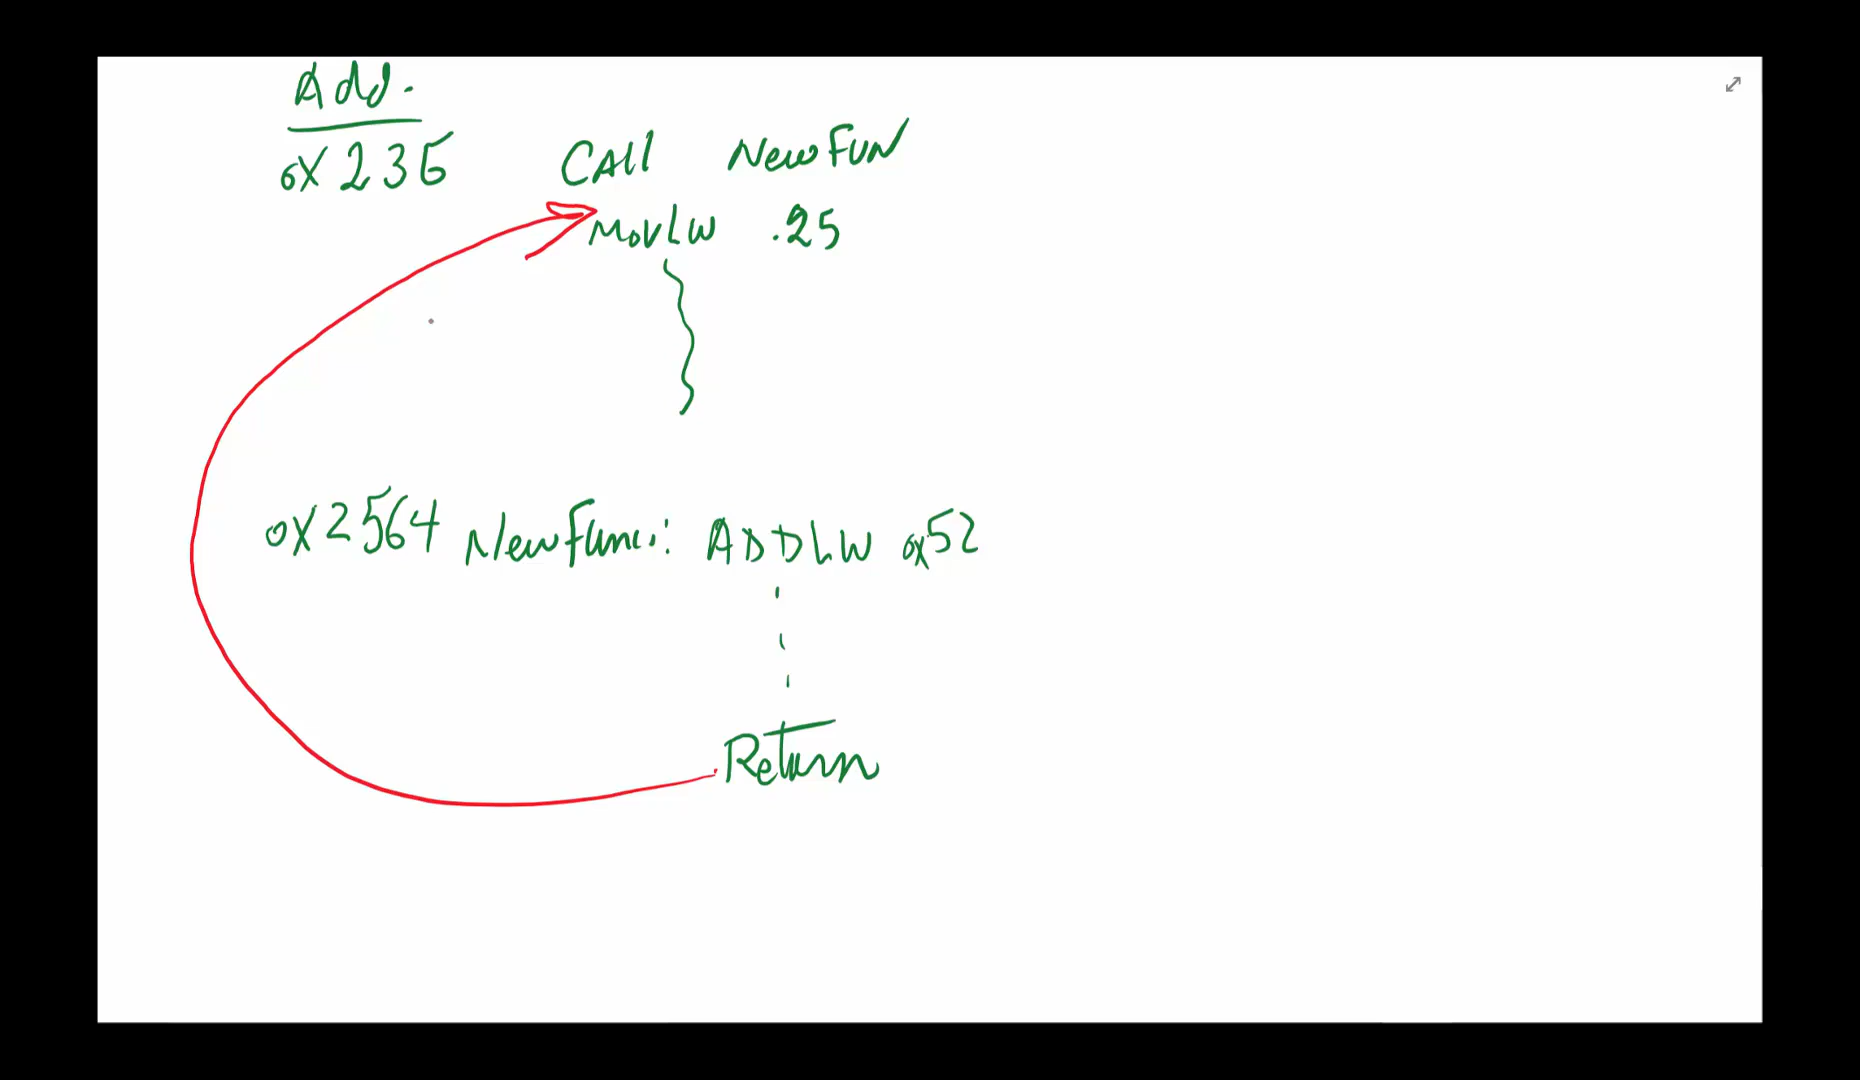 Add.
0x235 CAll NewFUN
MovLW .25
0x2564 NewFunc: ADDLW 0x52
Return